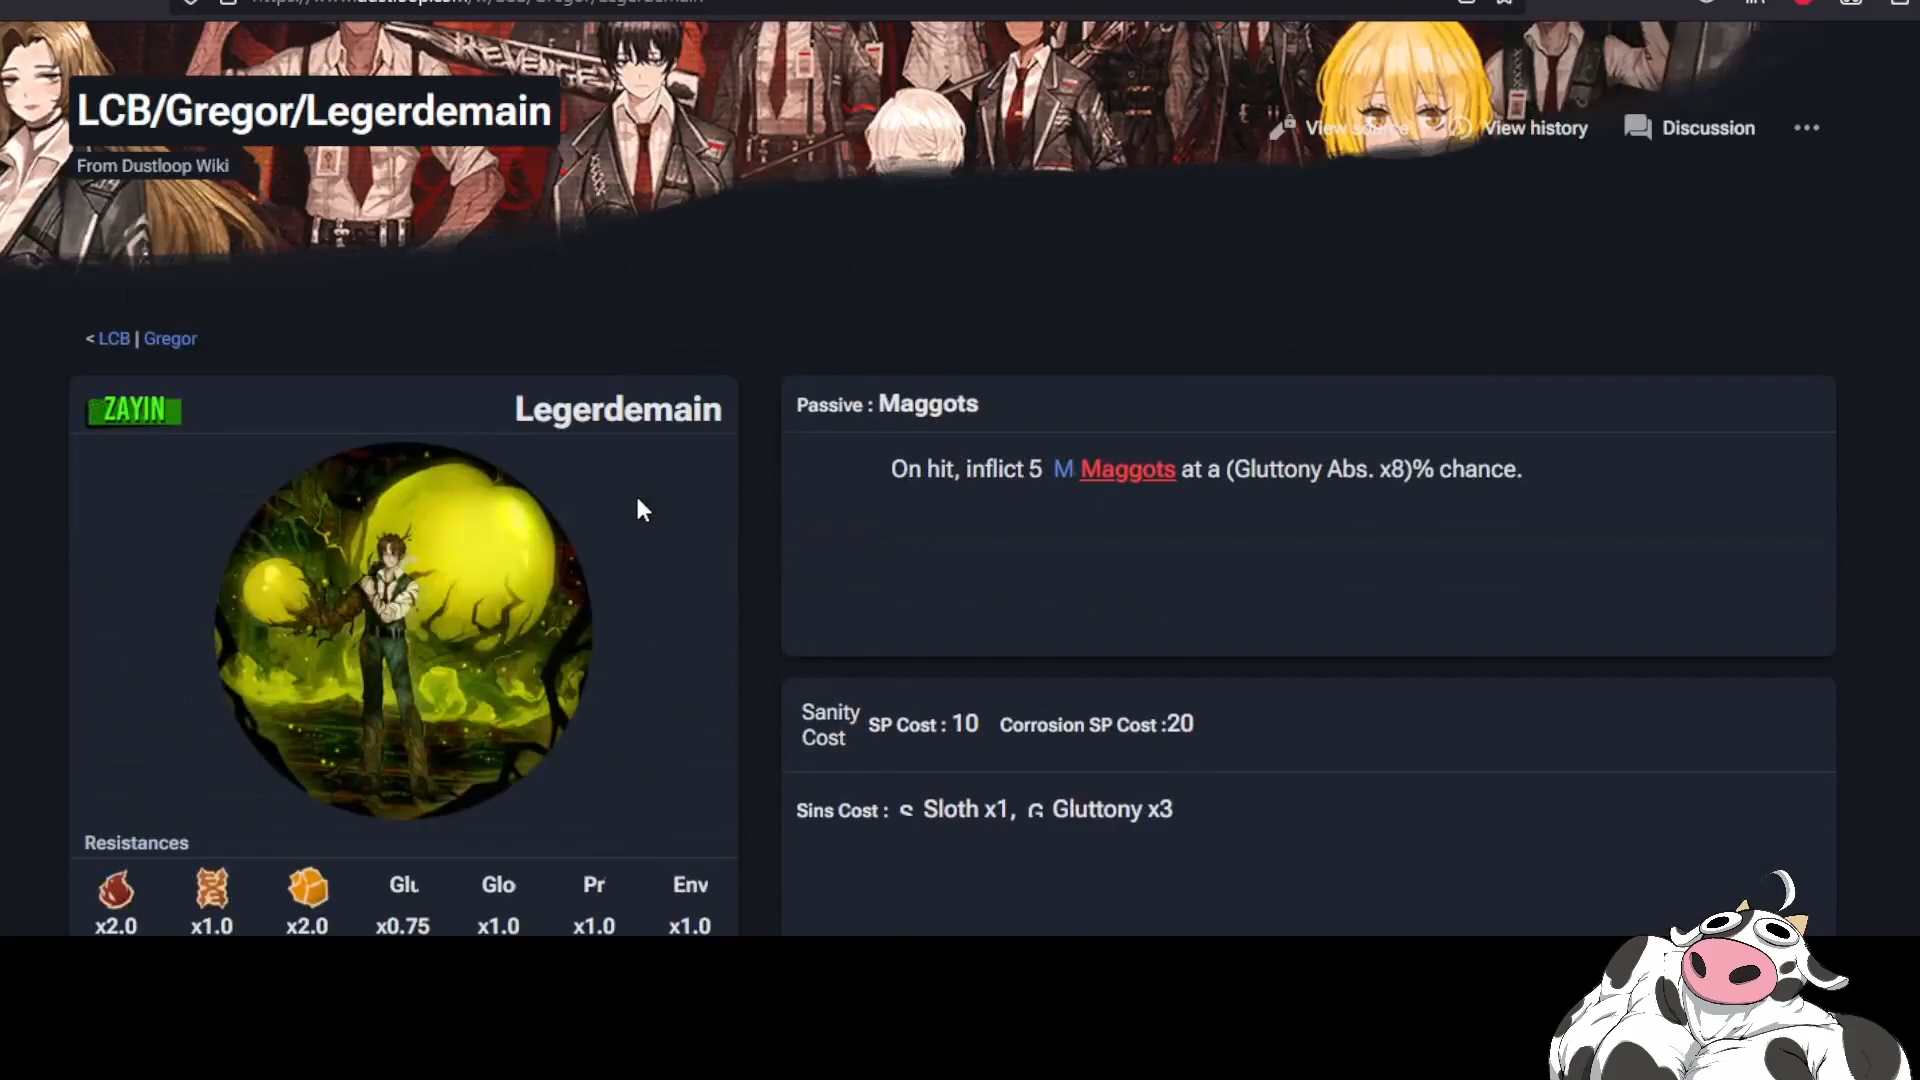 REVENGE
LCB/Gregor/Legerdemain
From Dustloop Wiki
View source
View history
Discussion
< LCB | Gregor
ZAYIN
Legerdemain
Passive : Maggots
On hit, inflict 5 M Maggots at a (Gluttony Abs. x8)% chance.
Sanity Cost
SP Cost : 10 Corrosion SP Cost :20
Sins Cost : S Sloth x1, G Gluttony x3
Resistances
Glu Glo Pr Env
x2.0 x1.0 x2.0 x0.75 x1.0 x1.0 x1.0